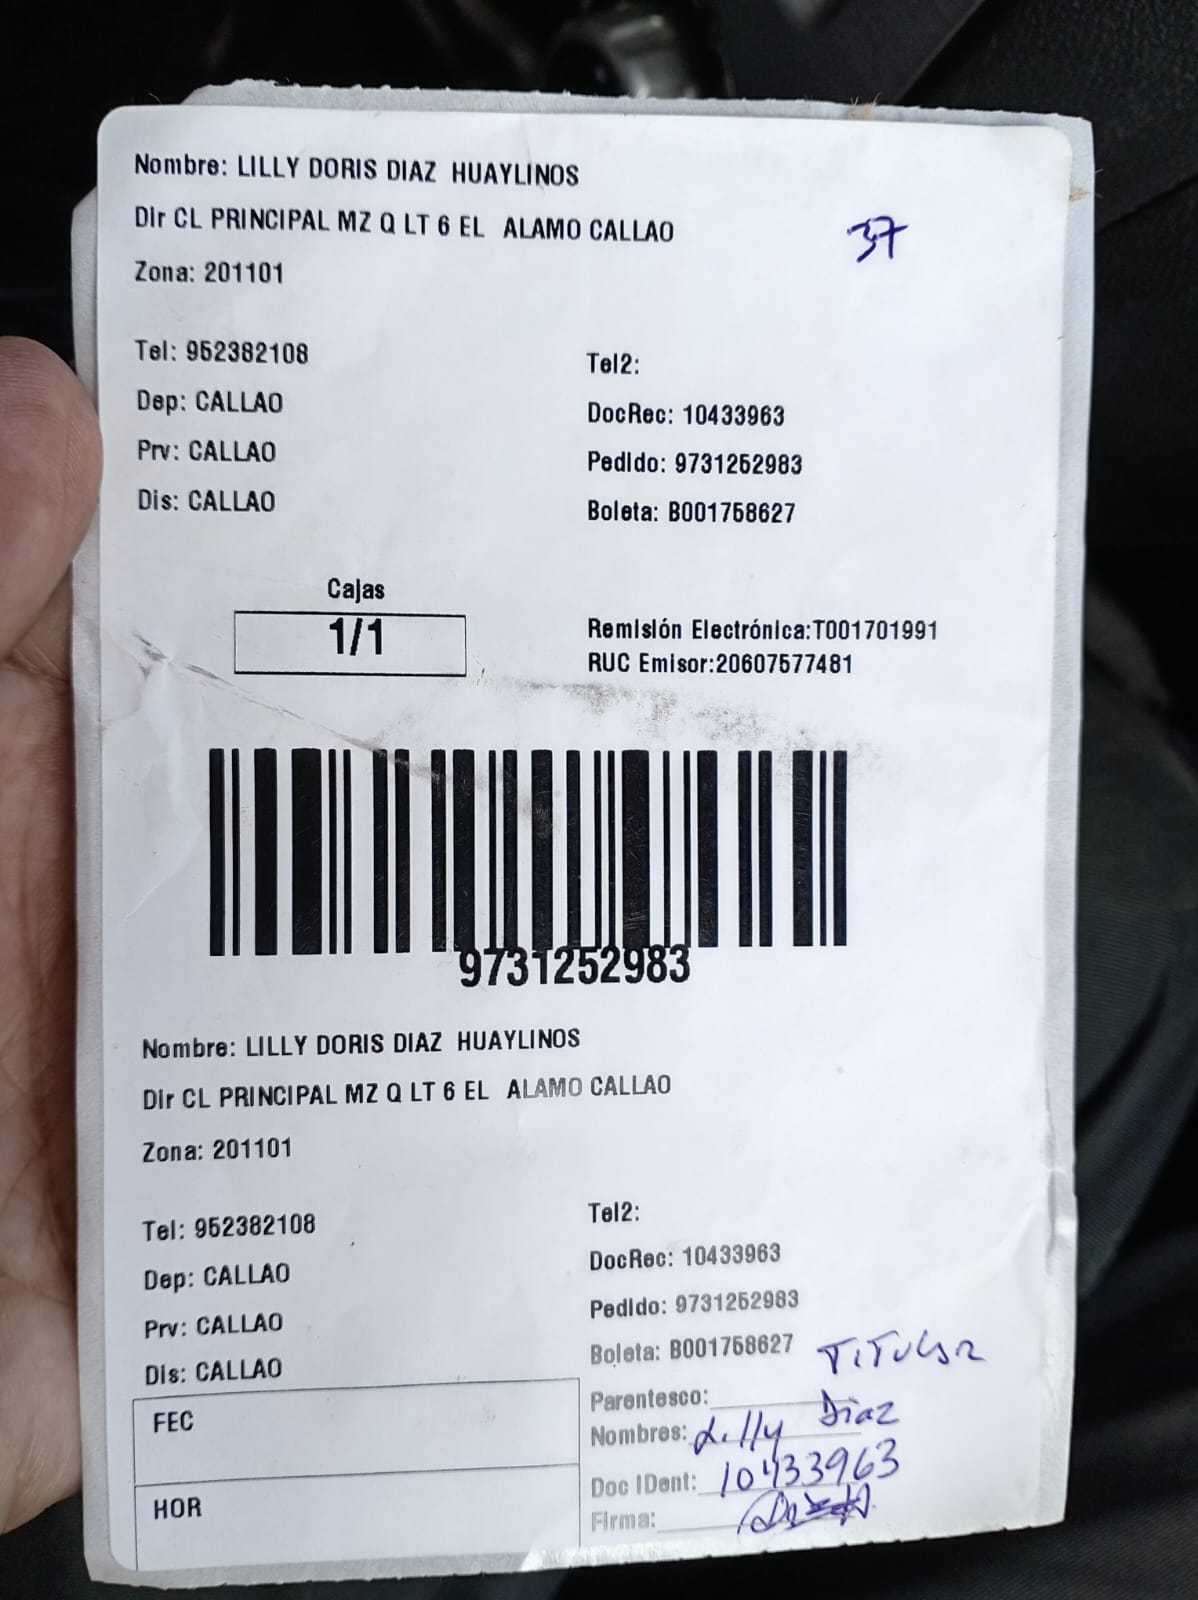 Nombre: LILLY DORIS DIAZ HUAYLINOS
Dir CL PRINCIPAL MZ Q LT 6 EL ALAMO CALLAO
37
Zona: 201101
Tel: 952382108
Tel2:
Dep: CALLAO
DocRec: 10433963
Prv: CALLAO
Pedido: 9731252983
Dis: CALLAO
Boleta: B001758627
Cajas
1/1
Remisión Electrónica:T001701991
RUC Emisor:20607577481
9731252983
Nombre: LILLY DORIS DIAZ HUAYLINOS
Dir CL PRINCIPAL MZ Q LT 6 EL ALAMO CALLAO
Zona: 201101
Tel: 952382108
Tel2:
Dep: CALLAO
DocRec: 10433963
Prv: CALLAO
Pedido: 9731252983
Dis: CALLAO
Boleta: B001758627
TITULAR
FEC
Parentesco:
Nombres: Lilly Diaz
Doc IDent: 10433963
HOR
Firma: